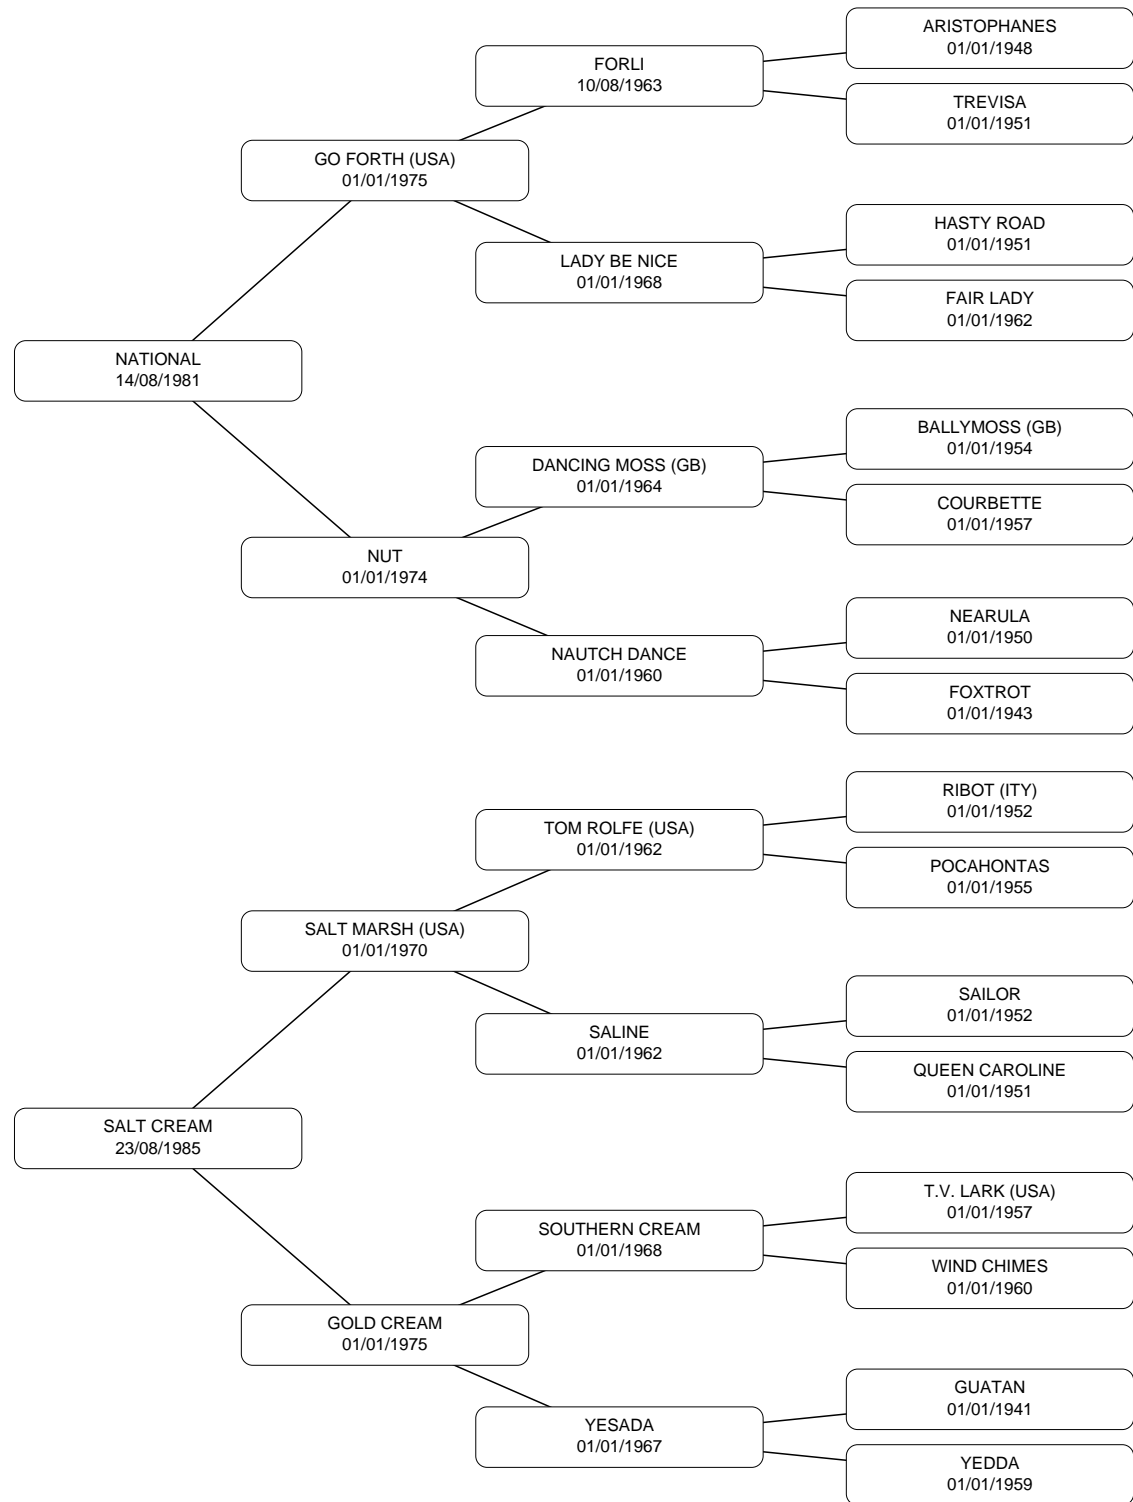 ARISTOPHANES
01/01/1948
FORLI
10/08/1963
TREVISA
01/01/1951
GO FORTH (USA)
01/01/1975
HASTY ROAD
01/01/1951
LADY BE NICE
01/01/1968
FAIR LADY
01/01/1962
NATIONAL
14/08/1981
BALLYMOSS (GB)
01/01/1954
DANCING MOSS (GB)
01/01/1964
COURBETTE
01/01/1957
NUT
01/01/1974
NEARULA
01/01/1950
NAUTCH DANCE
01/01/1960
FOXTROT
01/01/1943
RIBOT (ITY)
01/01/1952
TOM ROLFE (USA)
01/01/1962
POCAHONTAS
01/01/1955
SALT MARSH (USA)
01/01/1970
SAILOR
01/01/1952
SALINE
01/01/1962
QUEEN CAROLINE
01/01/1951
SALT CREAM
23/08/1985
T.V. LARK (USA)
01/01/1957
SOUTHERN CREAM
01/01/1968
WIND CHIMES
01/01/1960
GOLD CREAM
01/01/1975
GUATAN
01/01/1941
YESADA
01/01/1967
YEDDA
01/01/1959